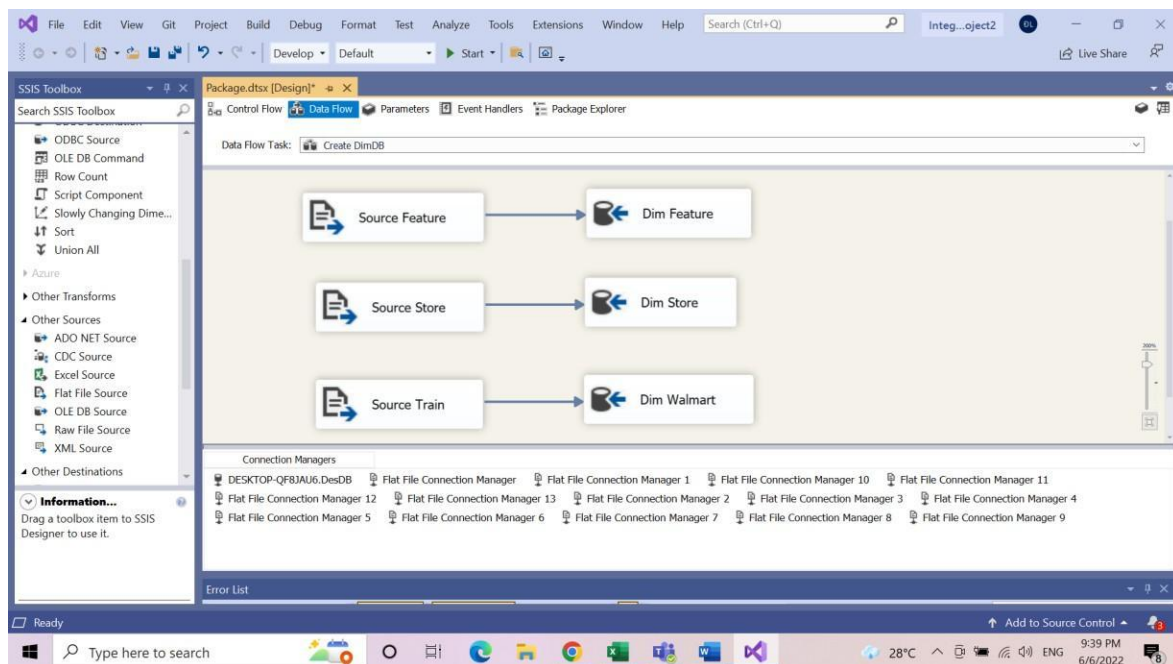 File Edit View Git Project Build Debug Format Test Analyze Tools Extensions Window Help Search (Ctrl+Q) Integ...oject2 OL
Develop Default Start Live Share
SSIS Toolbox
Package.dtsx [Design]*
Search SSIS Toolbox
Control Flow Data Flow Parameters Event Handlers Package Explorer
ODBC Source
OLE DB Command
Row Count
Script Component
Slowly Changing Dime...
Sort
Union All
Azure
Other Transforms
Other Sources
ADO NET Source
CDC Source
Excel Source
Flat File Source
OLE DB Source
Raw File Source
XML Source
Other Destinations
Information...
Drag a toolbox item to SSIS
Designer to use it.
Data Flow Task: Create DimDB
Source Feature Dim Feature
Source Store Dim Store
Source Train Dim Walmart
Connection Managers
DESKTOP-QF8JAU6.DesDB Flat File Connection Manager Flat File Connection Manager 1 Flat File Connection Manager 10 Flat File Connection Manager 11
Flat File Connection Manager 12 Flat File Connection Manager 13 Flat File Connection Manager 2 Flat File Connection Manager 3 Flat File Connection Manager 4
Flat File Connection Manager 5 Flat File Connection Manager 6 Flat File Connection Manager 7 Flat File Connection Manager 8 Flat File Connection Manager 9
Error List
Ready Add to Source Control 3
Type here to search 28°C ENG 9:39 PM
6/6/2022 8